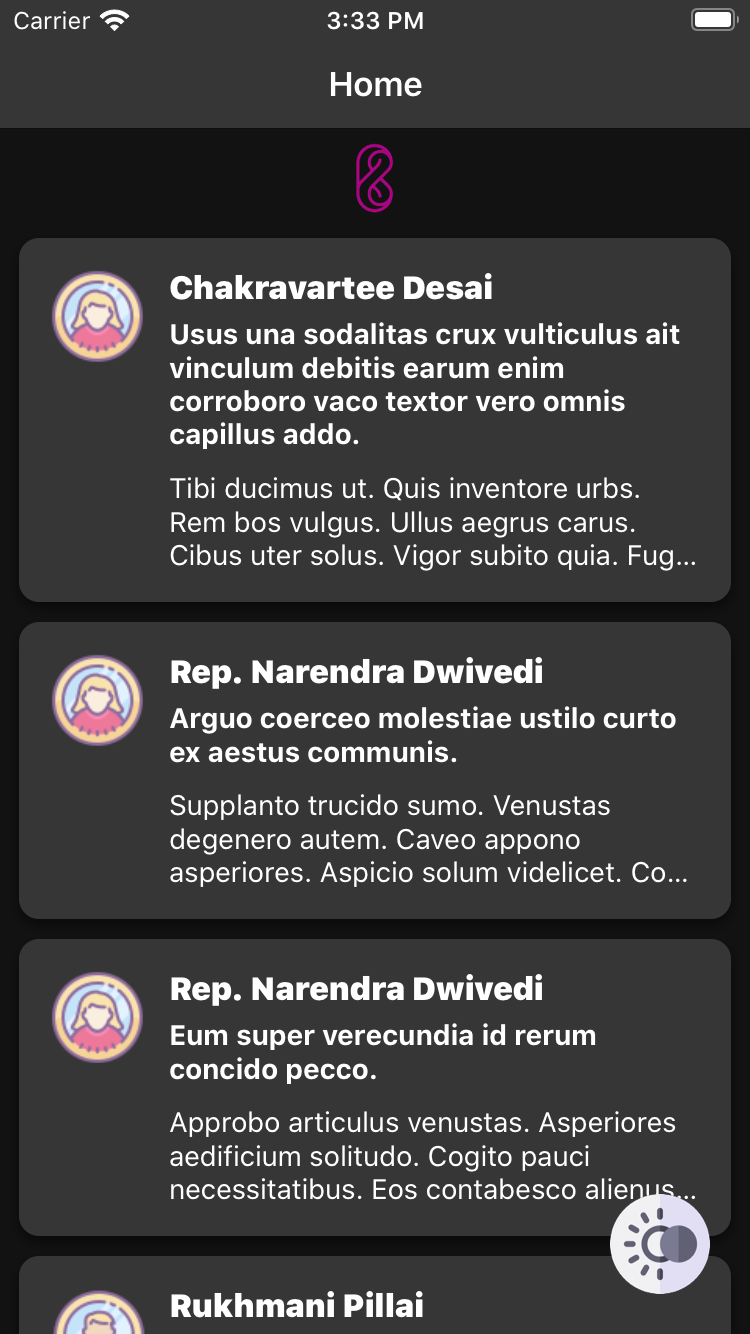 Carrier 3:33 PM
Home
Chakravartee Desai
Usus una sodalitas crux vulticulus ait
vinculum debitis earum enim
corroboro vaco textor vero omnis
capillus addo.
Tibi ducimus ut. Quis inventore urbs.
Rem bos vulgus. Ullus aegrus carus.
Cibus uter solus. Vigor subito quia. Fug...
Rep. Narendra Dwivedi
Arguo coerceo molestiae ustilo curto
ex aestus communis.
Supplanto trucido sumo. Venustas
degenero autem. Caveo appono
asperiores. Aspicio solum videlicet. Co...
Rep. Narendra Dwivedi
Eum super verecundia id rerum
concido pecco.
Approbo articulus venustas. Asperiores
aedificium solitudo. Cogito pauci
necessitatibus. Eos contabesco alienus...
Rukhmani Pillai